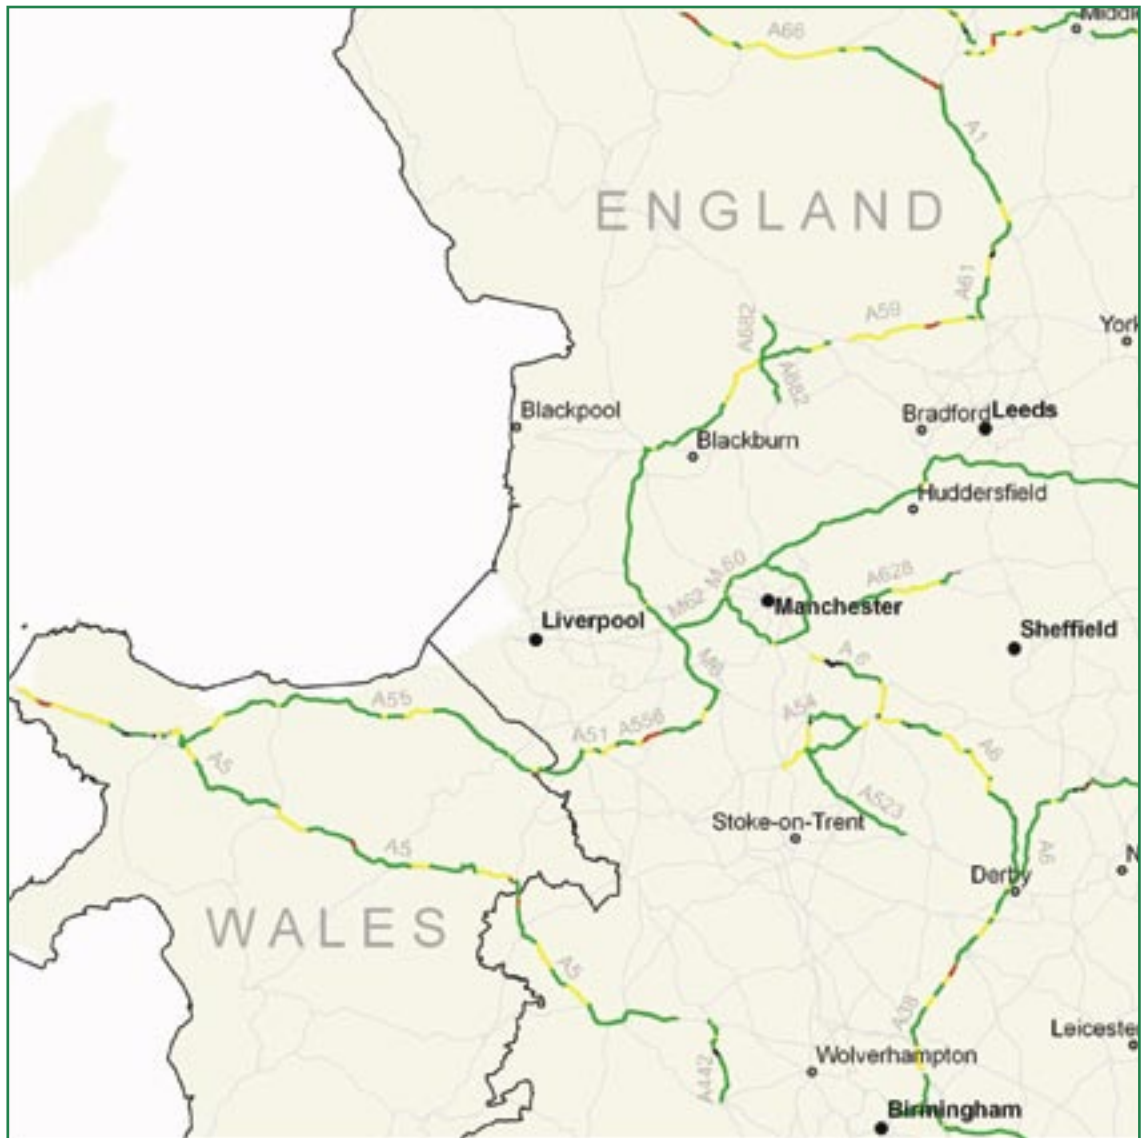 Middle
A66
A1
ENGLAND
A61
A59
A682
York
A682
Blackpool
Bradford
Leeds
Blackburn
Huddersfield
M60
A628
M62
Manchester
Liverpool
Sheffield
M6
A6
A55
A54
A556
A51
A6
A5
A523
Stoke-on-Trent
A5
A6
N
Derby
WALES
A5
A38
Leicester
Wolverhampton
A442
Birmingham